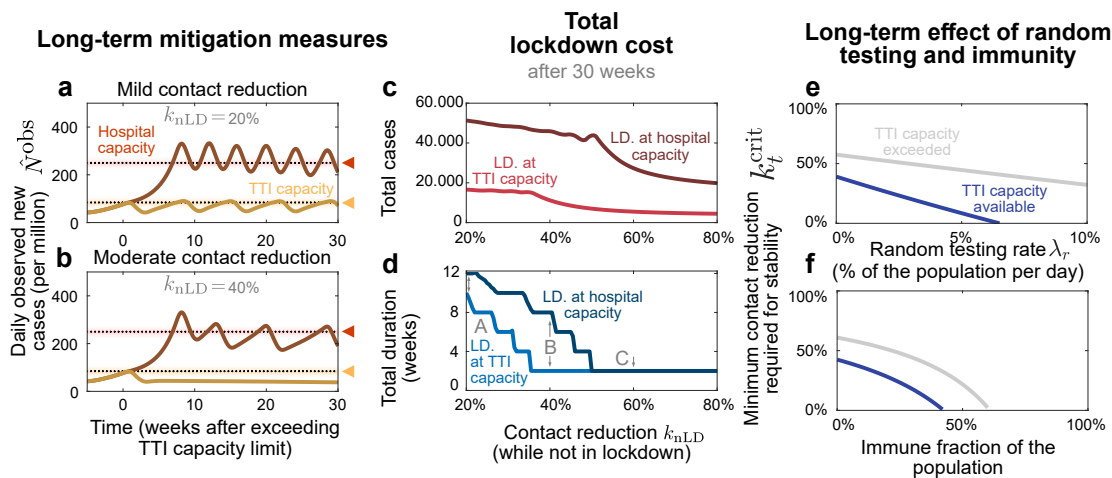 Long-term mitigation measures
a
Mild contact reduction
k_nLD = 20%
Hospital
capacity
TTI capacity
400
200
0
0
10
20
30
b
Moderate contact reduction
k_nLD = 40%
400
200
0
0
10
20
30
Daily observed new
cases (per million)
N̂^obs
Time (weeks after exceeding
TTI capacity limit)
Total
lockdown cost
after 30 weeks
c
60.000
20.000
Total cases
LD. at hospital
capacity
LD. at
TTI capacity
20%
40%
60%
80%
d
12
8
4
0
Total duration
(weeks)
LD. at hospital
capacity
A
B
C
LD.
at TTI
capacity
20%
40%
60%
80%
Contact reduction k_nLD
(while not in lockdown)
Long-term effect of random
testing and immunity
e
100%
50%
0%
TTI capacity
exceeded
TTI capacity
available
0%
5%
10%
Random testing rate λ_r
(% of the population per day)
Minimum contact reduction
required for stability
k_t^crit
f
100%
50%
0%
0%
50%
100%
Immune fraction of the
population